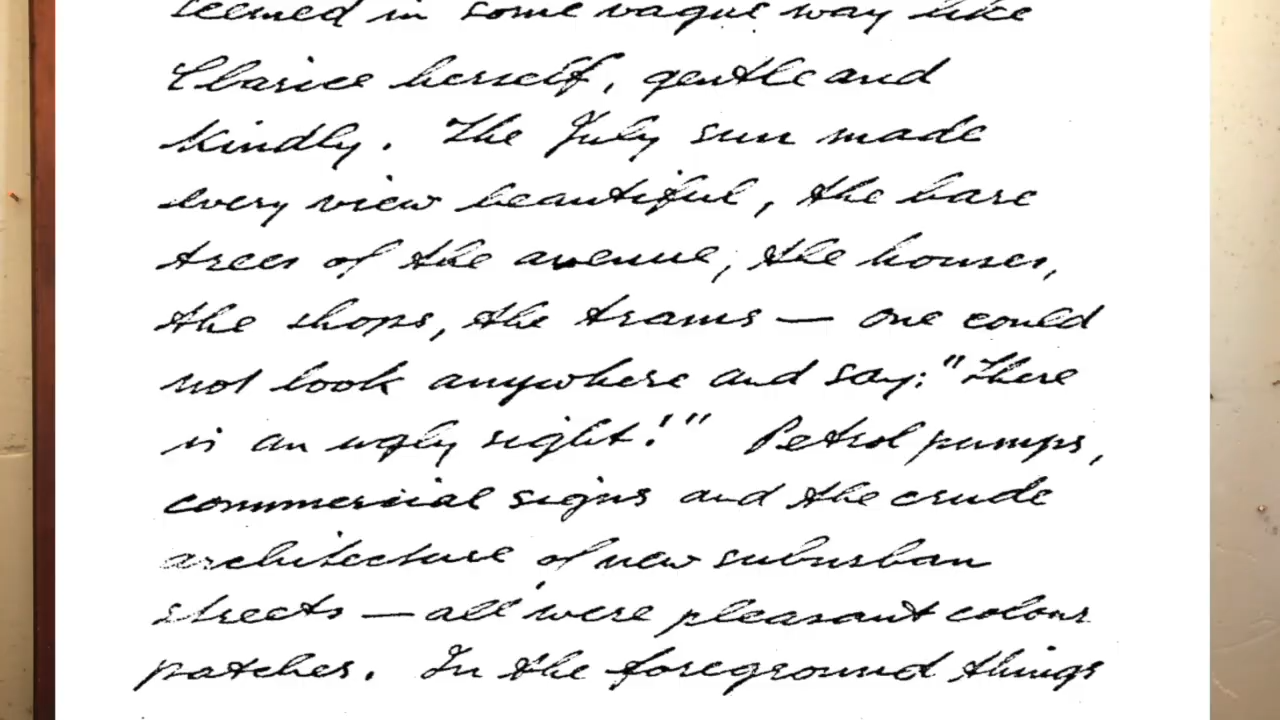 seemed in some vague way like
Clarice herself, gentle and
kindly. The July sun made
every view beautiful, the bare
trees of the avenue, the houses,
the shops, the trams — one could
not look anywhere and say: "There
is an ugly sight!" Petrol pumps,
commercial signs and the crude
architecture of new suburban
streets — all were pleasant colour
patches. In the foreground things